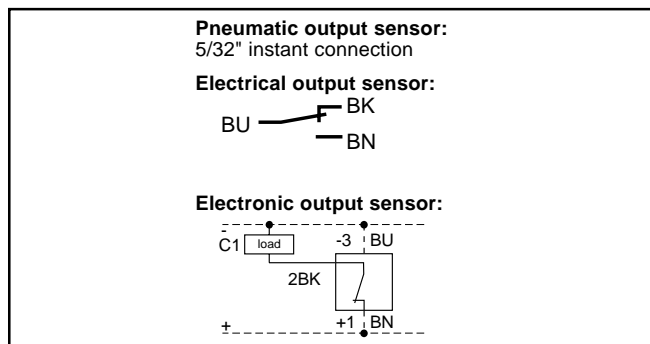 Pneumatic output sensor:
5/32" instant connection
Electrical output sensor:
BK
BU
BN
Electronic output sensor:
-
C1 load -3 BU
2BK
+ +1 BN